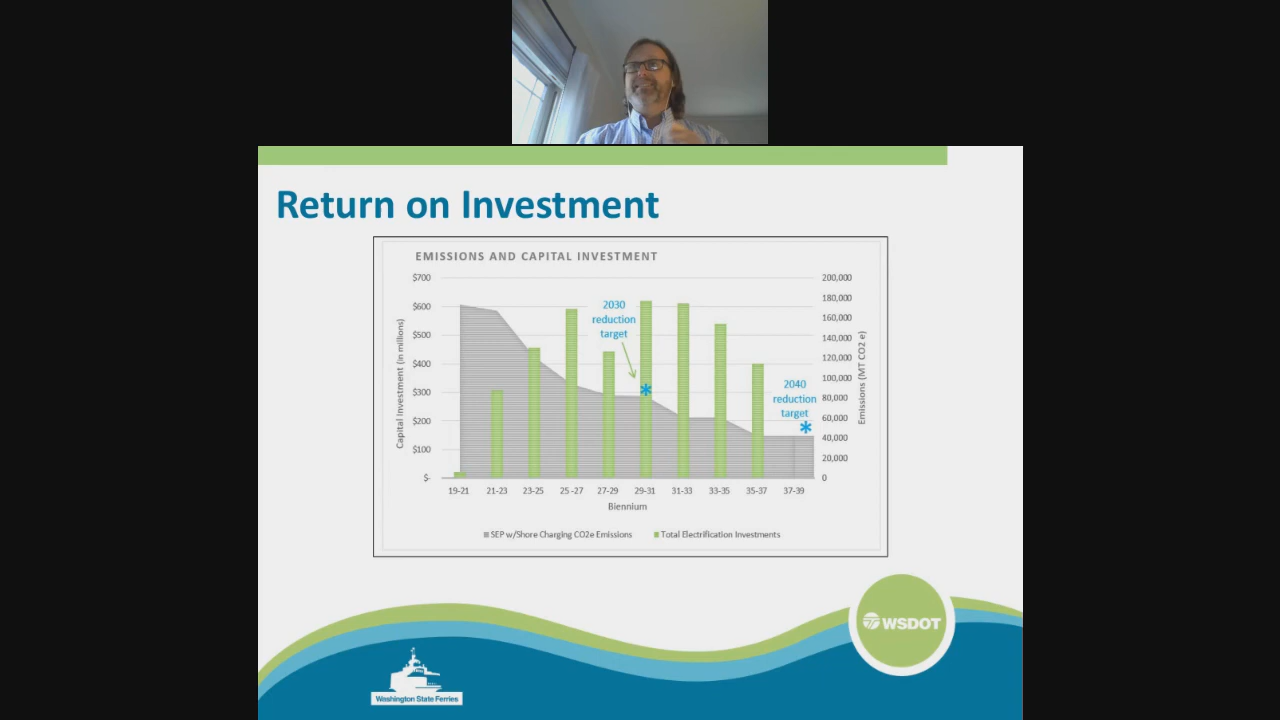 Return on Investment
EMISSIONS AND CAPITAL INVESTMENT
$700
$600
$500
$400
$300
$200
$100
$-
Capital Investment (in millions)
2030
reduction
target
2040
reduction
target
200,000
180,000
160,000
140,000
120,000
100,000
80,000
60,000
40,000
20,000
0
Emissions (MT CO2 e)
19-21 21-23 23-25 25-27 27-29 29-31 31-33 33-35 35-37 37-39
Biennium
SEP w/Shore Charging CO2e Emissions Total Electrification Investments
WSDOT
Washington State Ferries